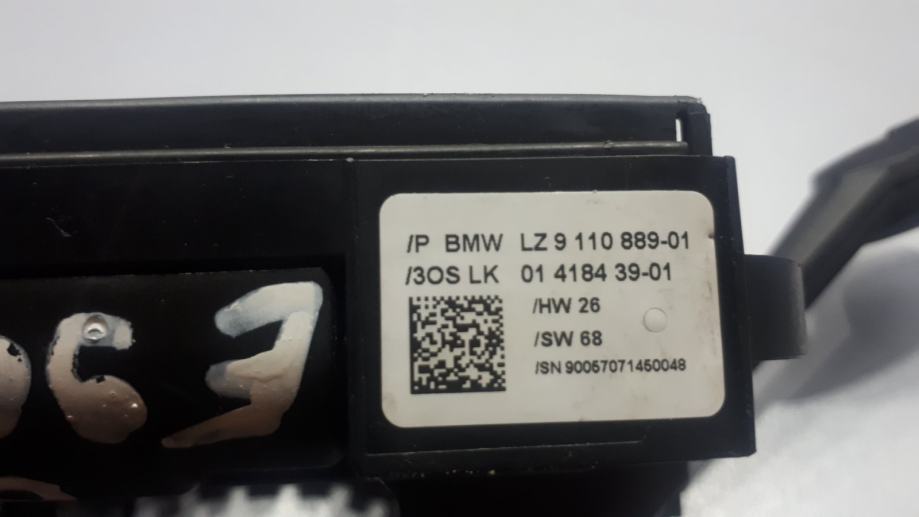 /P BMW LZ 9 110 889-01
/3OS LK 01 4184 39-01
/HW 26
/SW 68
/SN 90057071450048